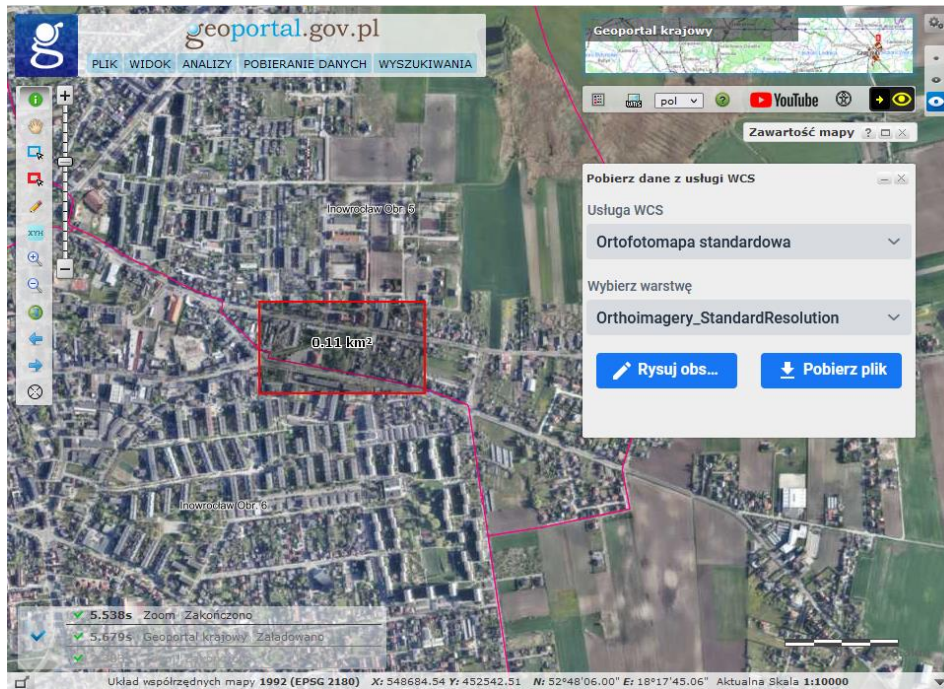 geoportal.gov.pl
PLIK WIDOK ANALIZY POBIERANIE DANYCH WYSZUKIWANIA
Geoportal krajowy
wms pol YouTube
Zawartość mapy
Pobierz dane z usługi WCS
Usługa WCS
Ortofotomapa standardowa
Wybierz warstwę
Orthoimagery_StandardResolution
Rysuj obs...
Pobierz plik
XYH
Inowrocław Obr. 5
0.11 km²
Inowrocław Obr. 6
5.538s Zoom Zakończono
5.679s Geoportal krajowy Załadowano
Układ współrzędnych mapy 1992 (EPSG 2180) X: 548684.54 Y: 452542.51 N: 52°48'06.00" E: 18°17'45.06" Aktualna Skala 1:10000